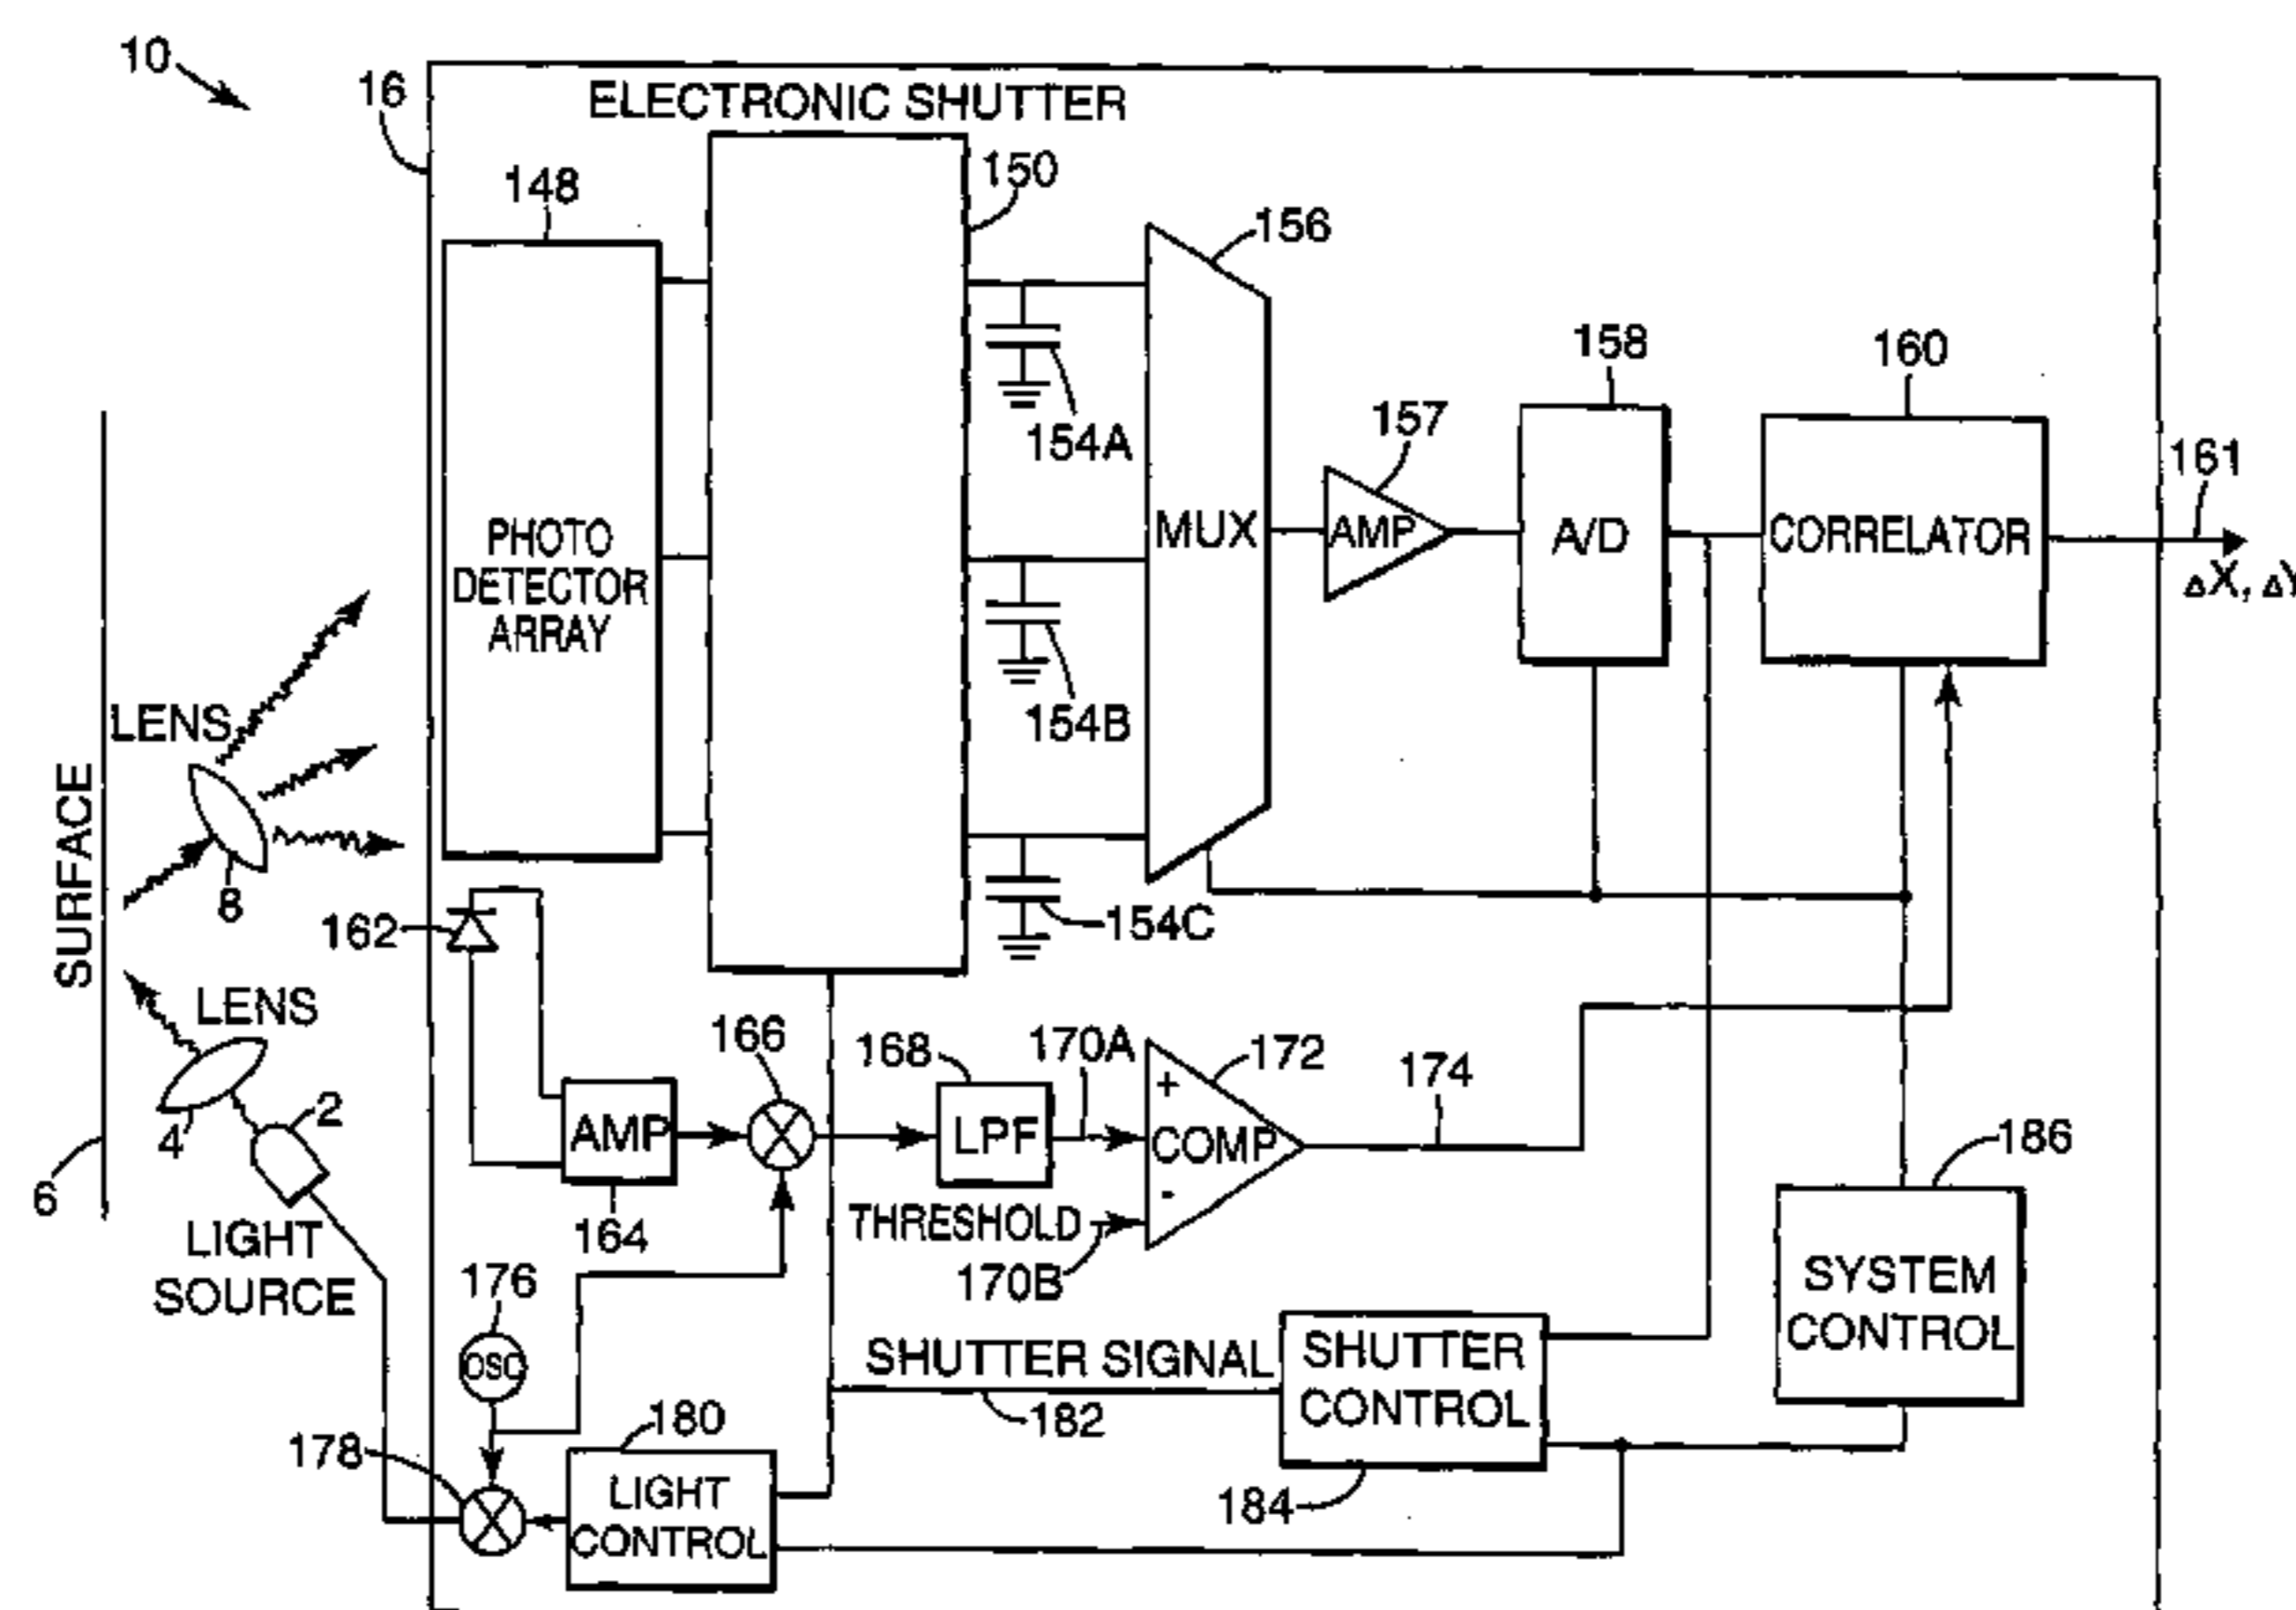 10
16
ELECTRONIC SHUTTER
148
150
156
158
160
157
154A
161
PHOTO
DETECTOR
ARRAY
MUX
AMP
A/D
CORRELATOR
ΔX, ΔY
LENS
154B
SURFACE
8
162
154C
LENS
166
168
170A
172
174
2
4
AMP
LPF
+
COMP
-
186
6
164
THRESHOLD
170B
LIGHT
SOURCE
176
OSC
SYSTEM
CONTROL
SHUTTER SIGNAL
182
SHUTTER
CONTROL
180
178
LIGHT
CONTROL
184